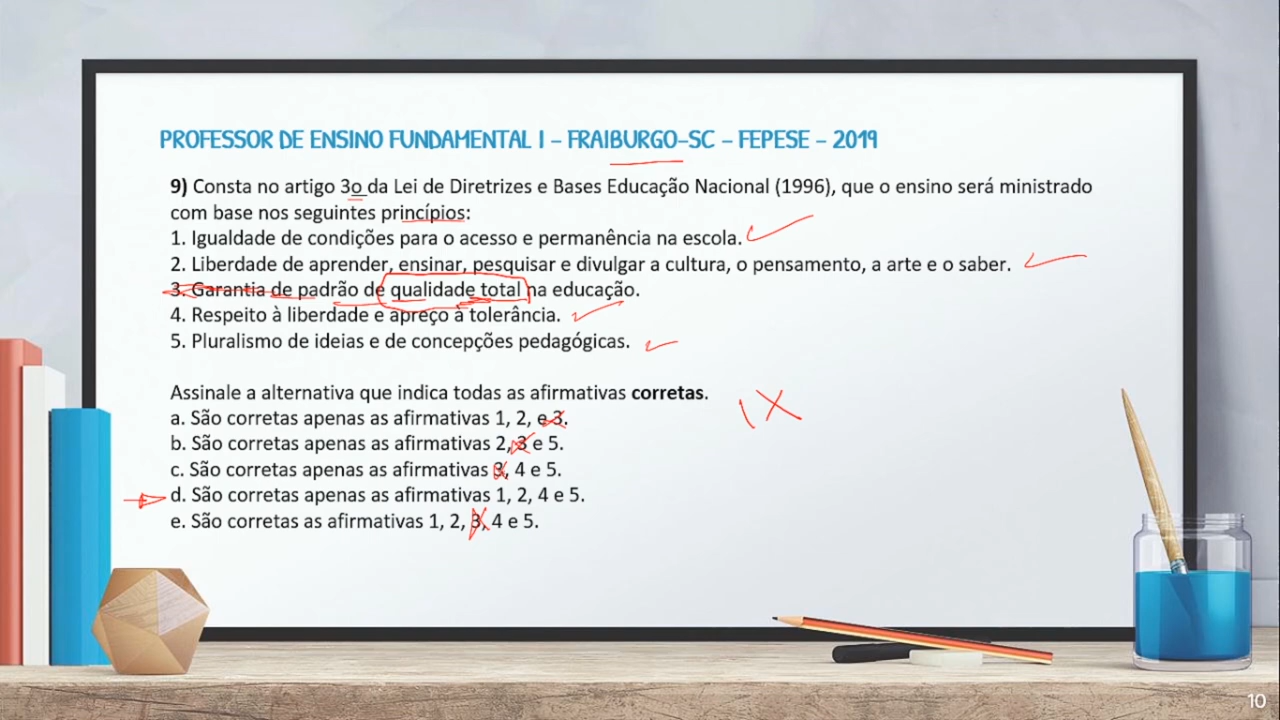 PROFESSOR DE ENSINO FUNDAMENTAL I – FRAIBURGO-SC – FEPESE – 2019
9) Consta no artigo 3o da Lei de Diretrizes e Bases Educação Nacional (1996), que o ensino será ministrado
com base nos seguintes princípios:
1. Igualdade de condições para o acesso e permanência na escola.
2. Liberdade de aprender, ensinar, pesquisar e divulgar a cultura, o pensamento, a arte e o saber.
3. Garantia de padrão de qualidade total na educação.
4. Respeito à liberdade e apreço à tolerância.
5. Pluralismo de ideias e de concepções pedagógicas.
Assinale a alternativa que indica todas as afirmativas corretas.
IX
a. São corretas apenas as afirmativas 1, 2, e 3.
b. São corretas apenas as afirmativas 2, 3 e 5.
c. São corretas apenas as afirmativas 3, 4 e 5.
d. São corretas apenas as afirmativas 1, 2, 4 e 5.
e. São corretas as afirmativas 1, 2, 3, 4 e 5.
10